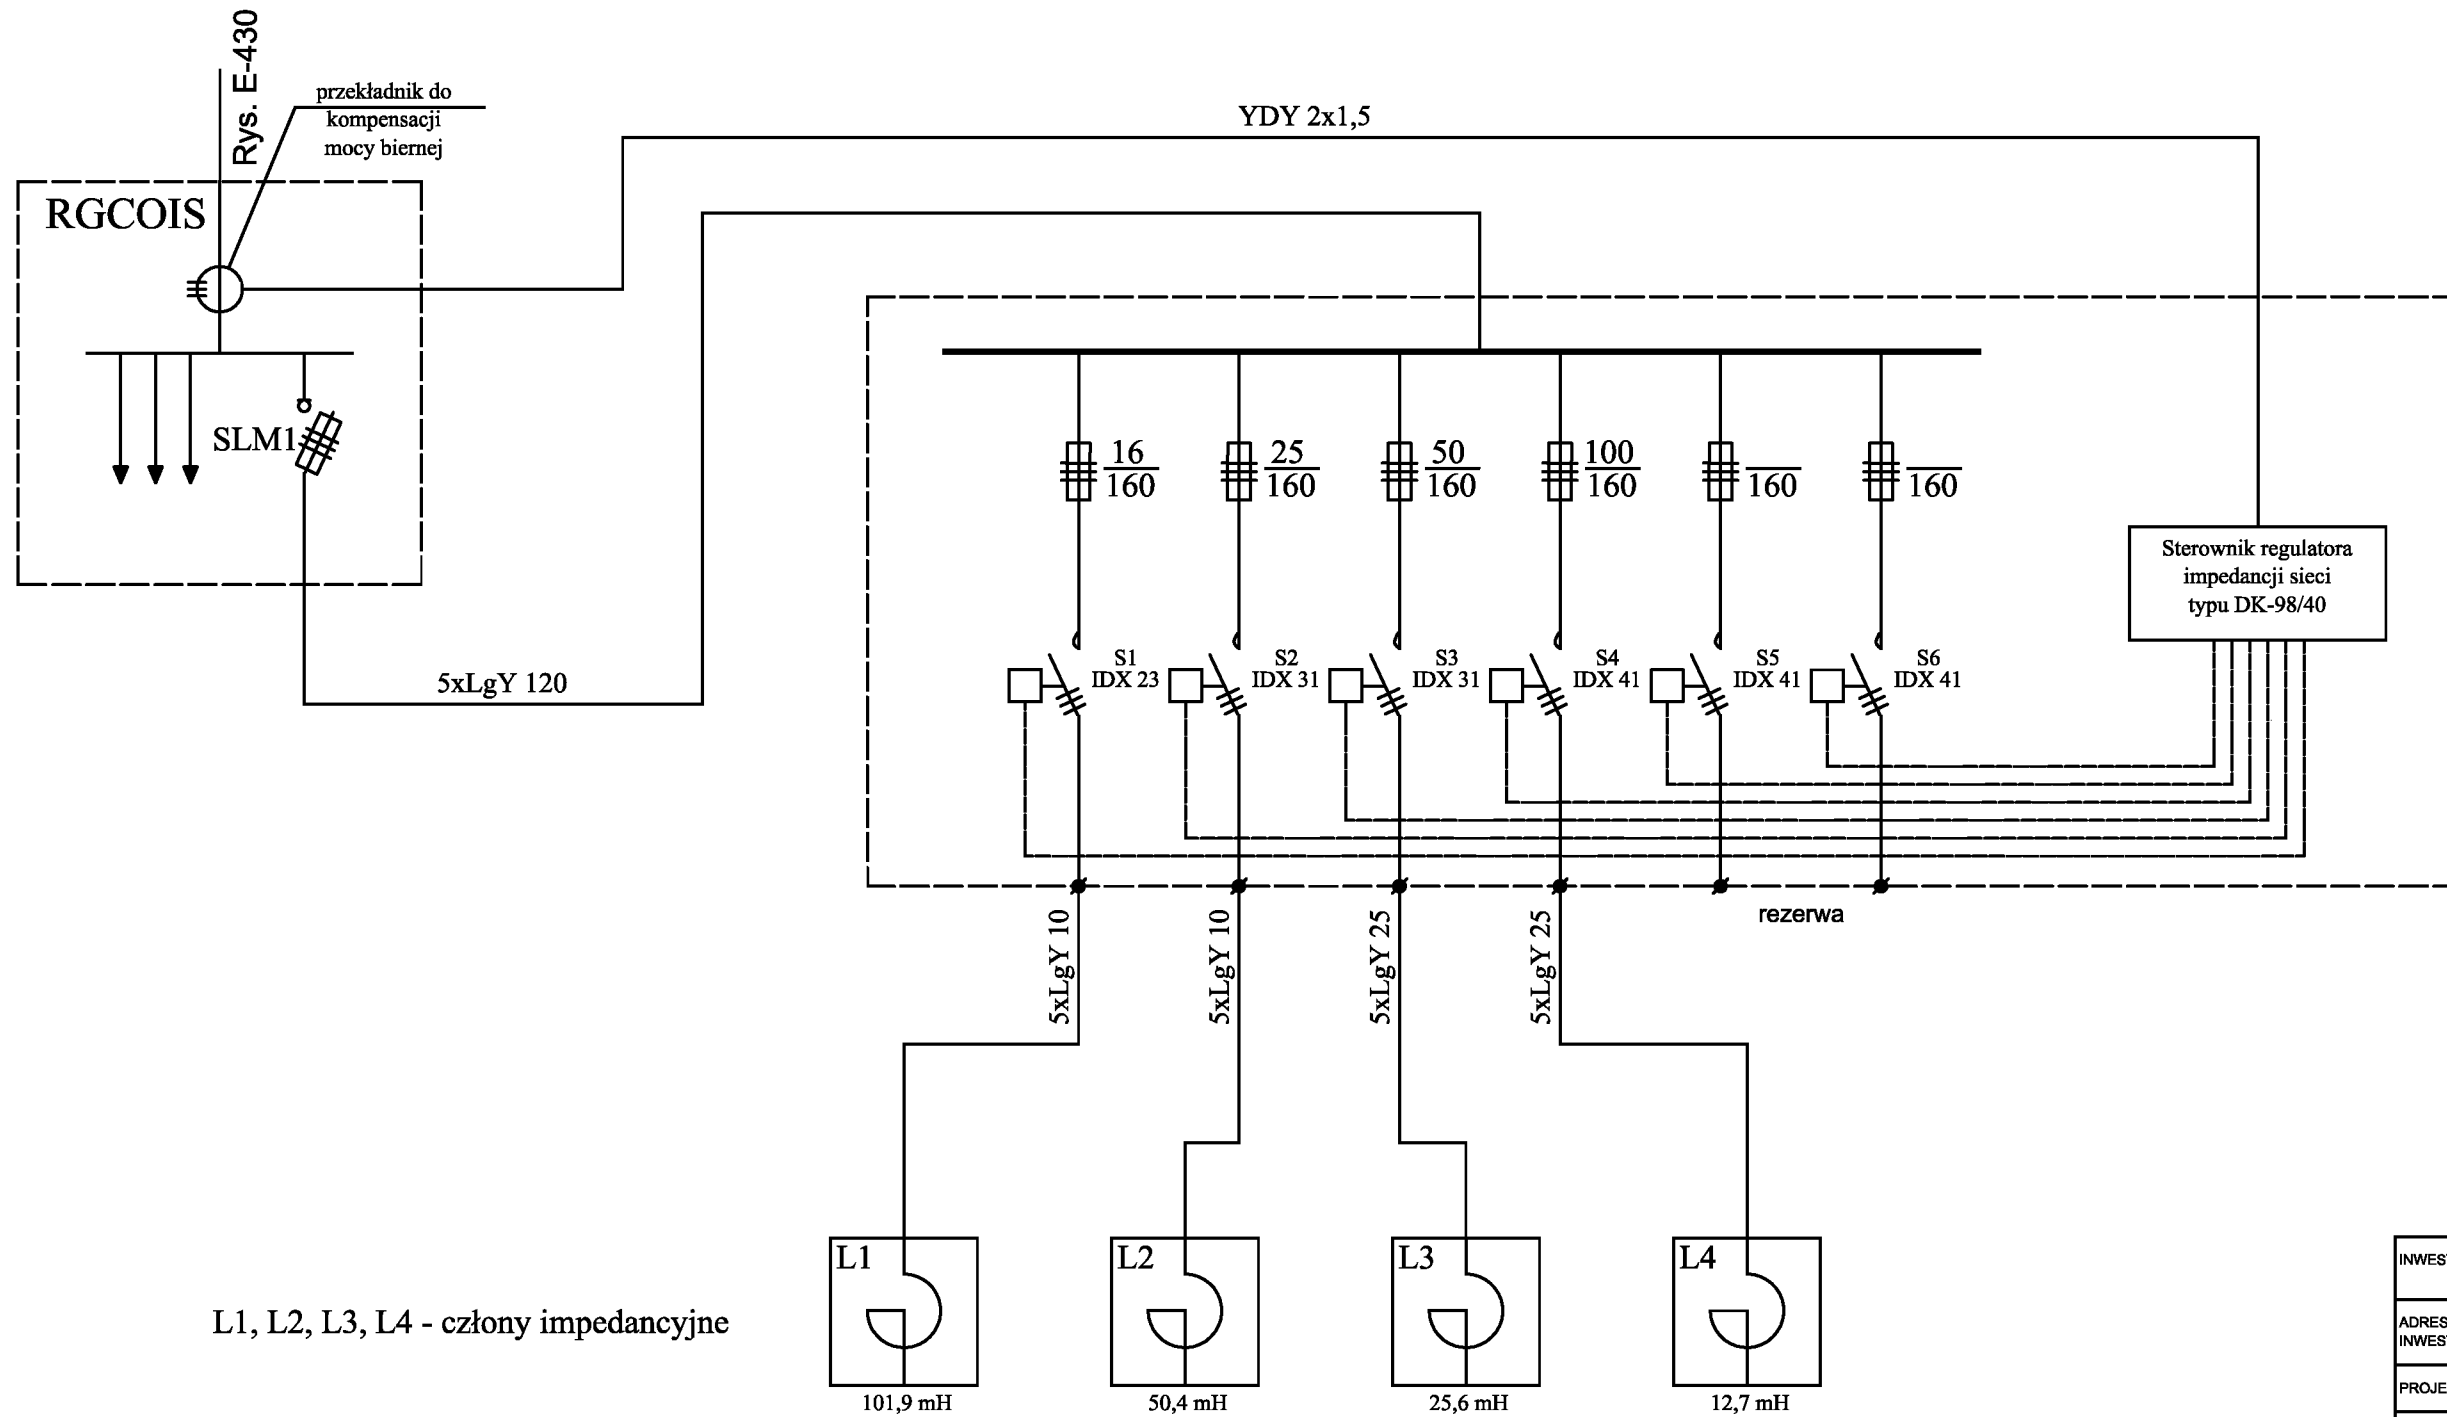 Rys. E-430
przekładnik do
kompensacji
mocy biernej
RGCOIS
SLM1
YDY 2x1,5
5xLgY 120
16
160
25
160
50
160
100
160
160
160
Sterownik regulatora
impedancji sieci
typu DK-98/40
S1
IDX 23
S2
IDX 31
S3
IDX 31
S4
IDX 41
S5
IDX 41
S6
IDX 41
rezerwa
5xLgY 10
5xLgY 10
5xLgY 25
5xLgY 25
L1
L2
L3
L4
101,9 mH
50,4 mH
25,6 mH
12,7 mH
L1, L2, L3, L4 - człony impedancyjne
INWES
ADRES
INWES
PROJE